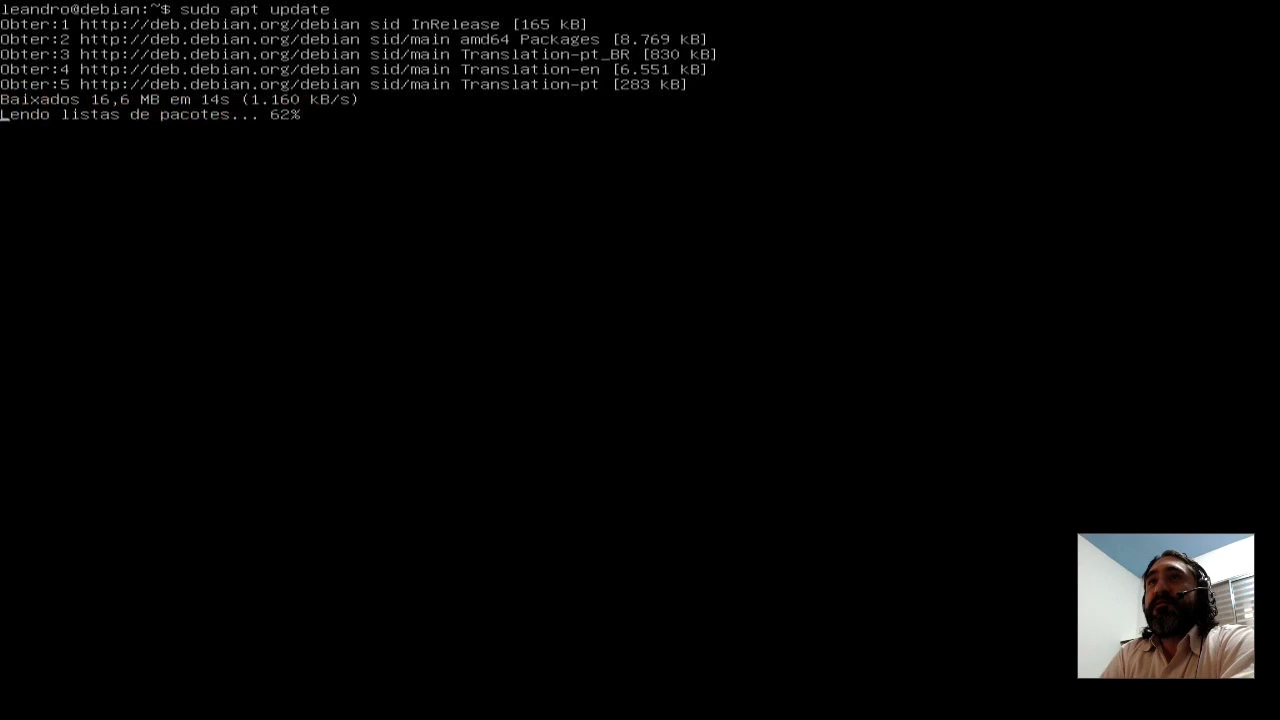 leandro@debian:~$ sudo apt update
Obter:1 http://deb.debian.org/debian sid InRelease [165 kB]
Obter:2 http://deb.debian.org/debian sid/main amd64 Packages [8.769 kB]
Obter:3 http://deb.debian.org/debian sid/main Translation-pt_BR [830 kB]
Obter:4 http://deb.debian.org/debian sid/main Translation-en [6.551 kB]
Obter:5 http://deb.debian.org/debian sid/main Translation-pt [283 kB]
Baixados 16,6 MB em 14s (1.160 kB/s)
Lendo listas de pacotes... 62%